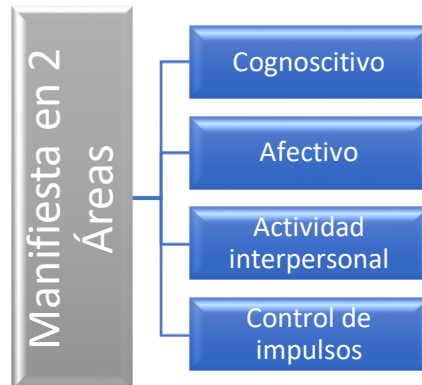 Manifiesta en 2
Áreas
Cognoscitivo
Afectivo
Actividad
interpersonal
Control de
impulsos